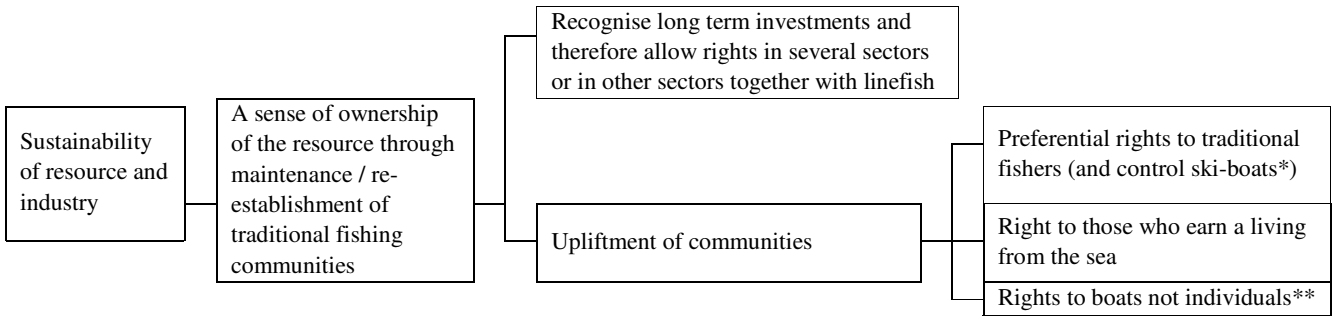 Sustainability
of resource and
industry
A sense of ownership
of the resource through
maintenance / re-
establishment of
traditional fishing
communities
Recognise long term investments and
therefore allow rights in several sectors
or in other sectors together with linefish
Upliftment of communities
Preferential rights to traditional
fishers (and control ski-boats*)
Right to those who earn a living
from the sea
Rights to boats not individuals**